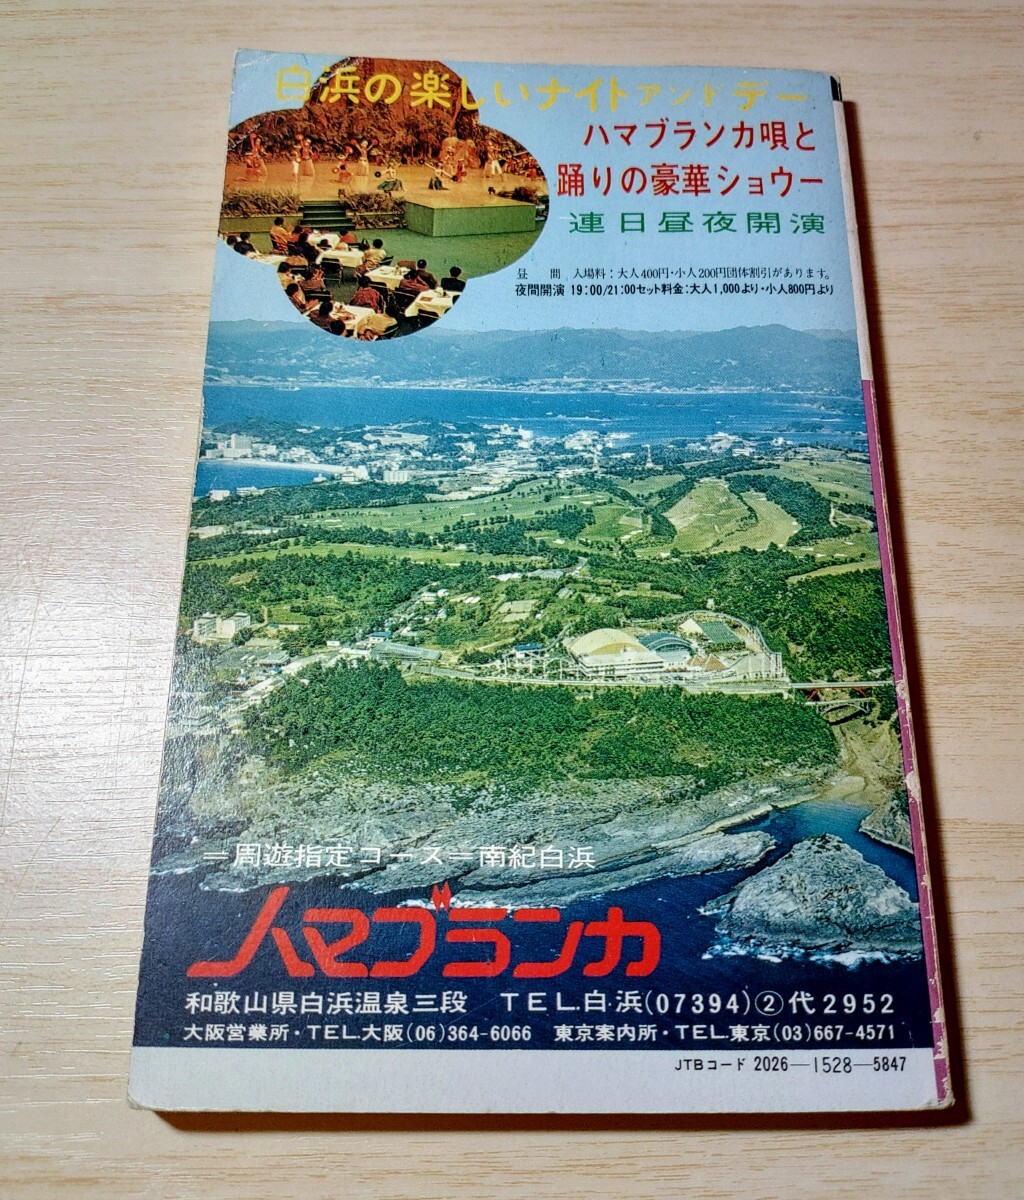 白浜の楽しいナイトアンドデー
ハマブランカ唄と
踊りの豪華ショウー
連日昼夜開演
昼 間 入場料：大人400円・小人200円団体割引があります。
夜間開演 19:00/21:00セット料金:大人1,000より・小人800円より
＝周遊指定コース＝南紀白浜
ハマブランカ
和歌山県白浜温泉三段 TEL.白浜(07394)②代2952
大阪営業所・TEL.大阪(06)364-6066 東京案内所・TEL.東京(03)667-4571
JTBコード 2026—1528—5847